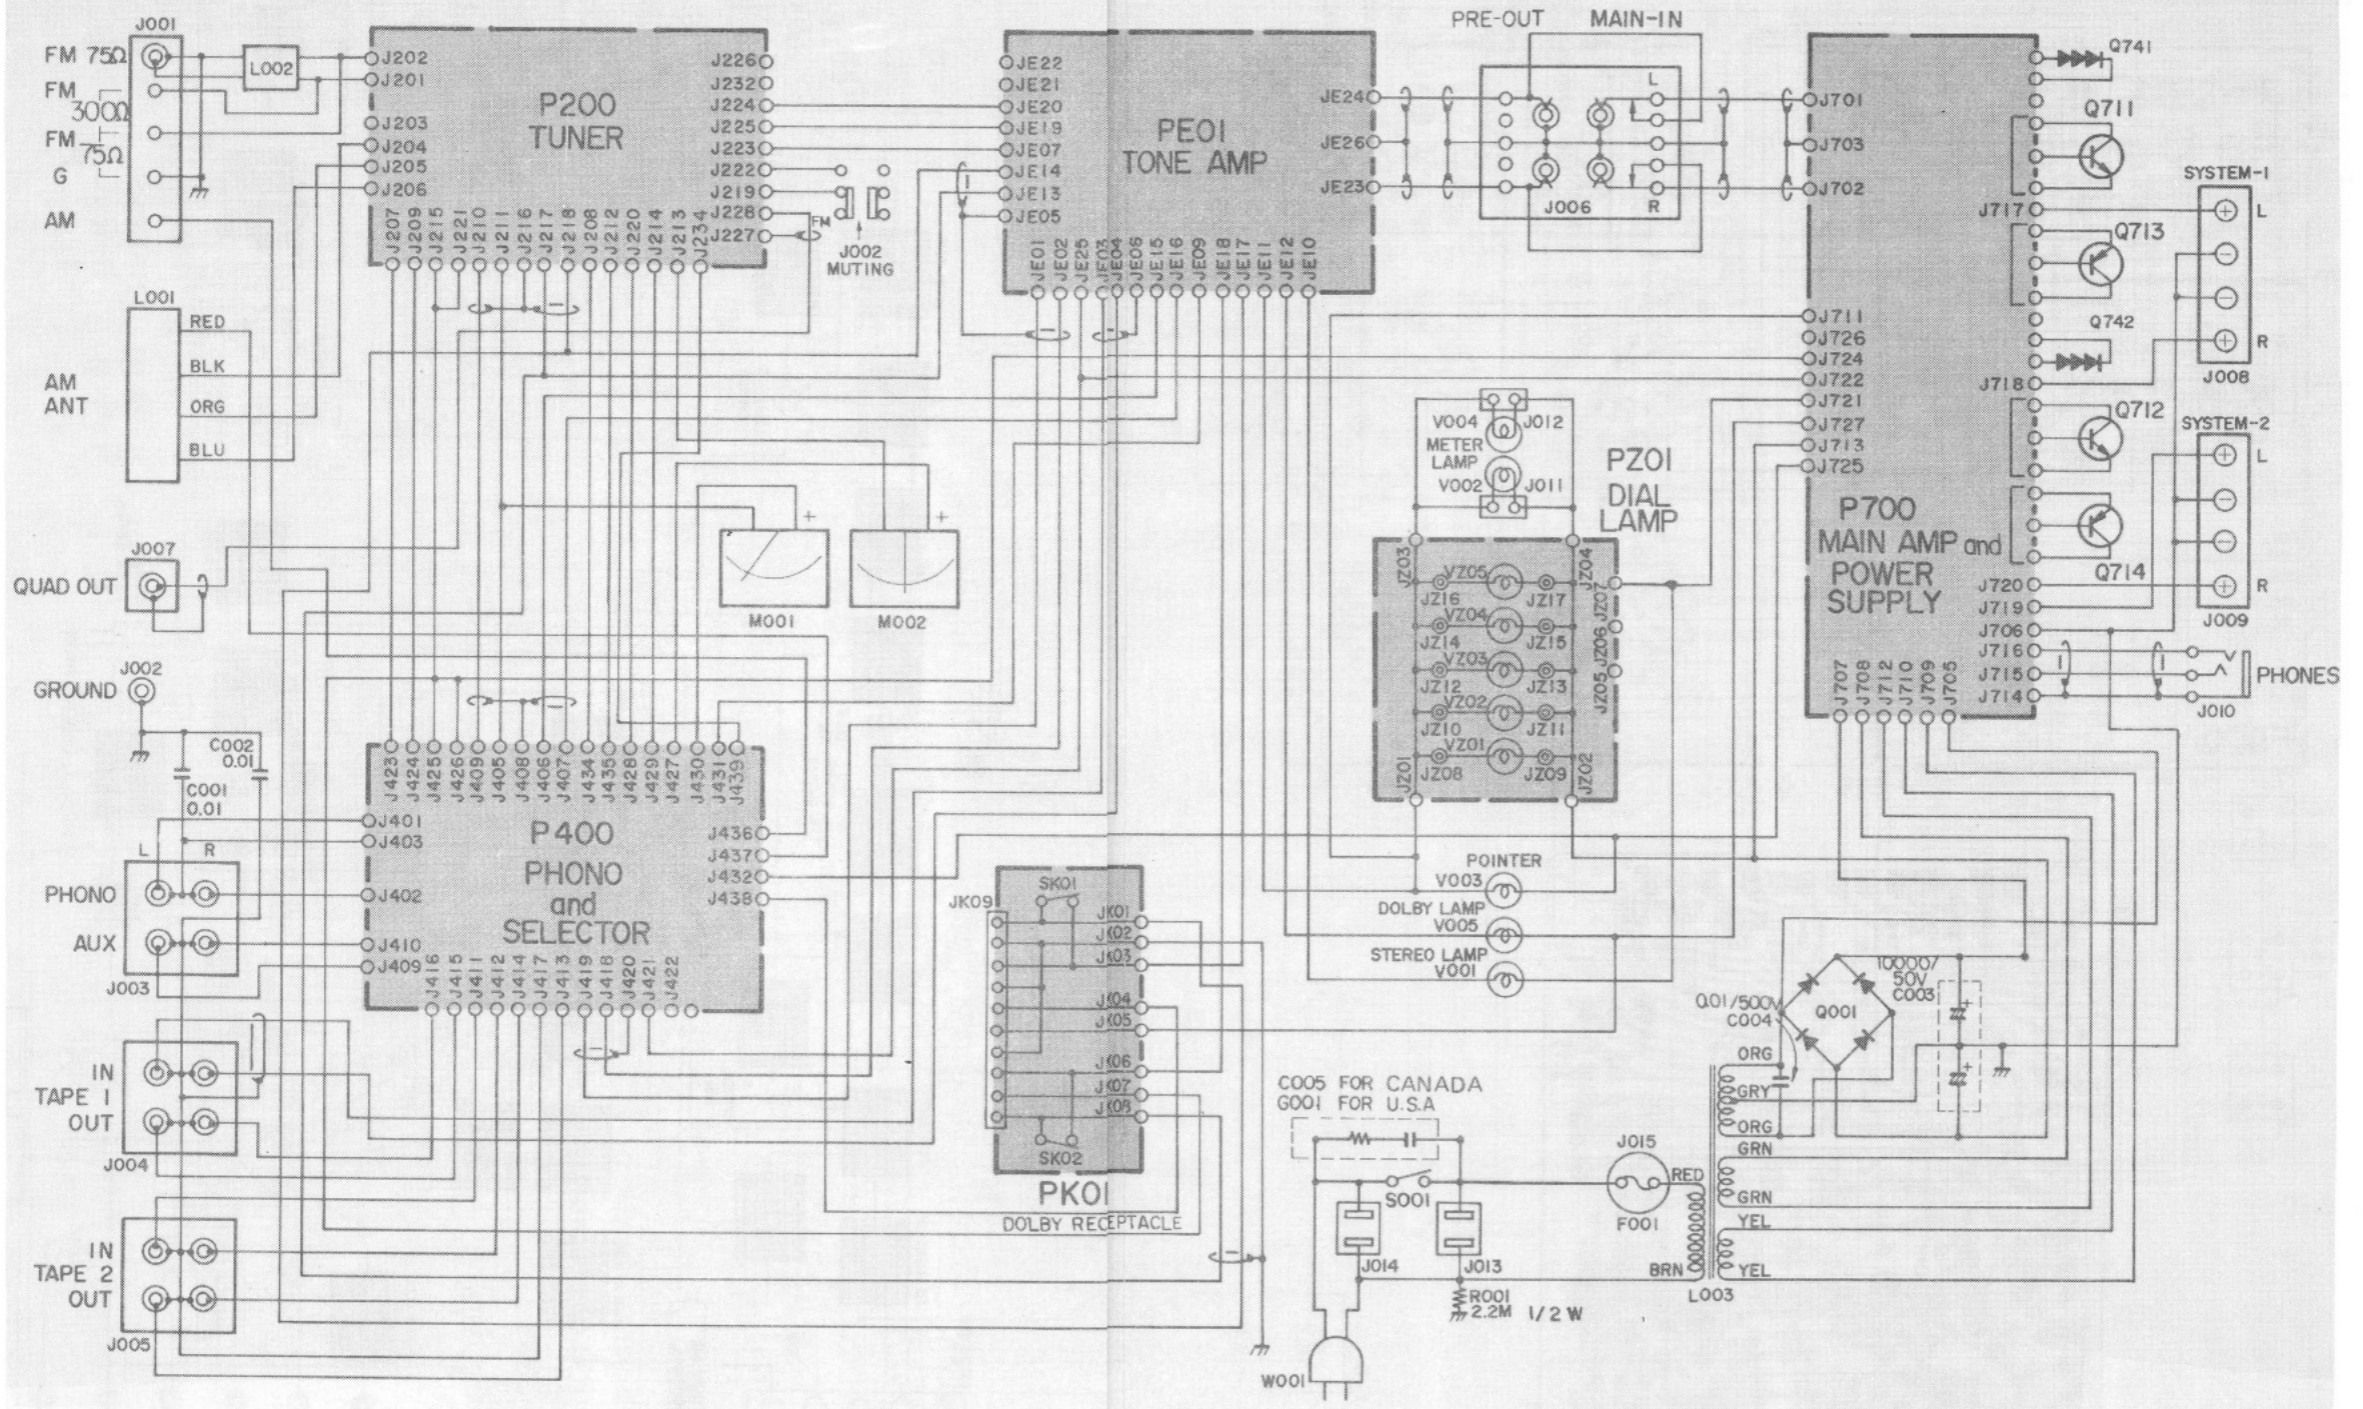 J001
FM 75Ω
FM
300Ω
FM
75Ω
G
AM
L002
J202
J201
J203
J204
J205
J206
P200
TUNER
J226
J232
J224
J225
J223
J222
J219
J228
J227
J207
J209
J215
J221
J210
J211
J216
J217
J218
J208
J212
J220
J214
J213
J234
FM
J002
MUTING
JE22
JE21
JE20
JE19
JE07
JE14
JE13
JE05
PE01
TONE AMP
JE24
JE26
JE23
JE01
JE02
JE25
JE03
JE04
JE06
JE15
JE16
JE09
JE18
JE17
JE11
JE12
JE10
PRE-OUT
MAIN-IN
L
J006
R
J701
J703
J702
J717
J711
J726
J724
J722
J721
J727
J713
J725
J718
P700
MAIN AMP and
POWER
SUPPLY
J720
J719
J706
J716
J715
J714
J707
J708
J712
J710
J709
J705
Q741
Q711
Q713
Q742
Q712
Q714
SYSTEM-1
L
R
J008
SYSTEM-2
L
R
J009
PHONES
J010
L001
RED
BLK
ORG
BLU
AM
ANT
J007
QUAD OUT
J002
GROUND
C002
0.01
C001
0.01
+
+
M001
M002
V004
J012
METER
LAMP
V002
J011
PZ01
DIAL
LAMP
JZ03
JZ04
VZ05
JZ16
JZ17
JZ07
VZ04
JZ14
JZ15
JZ06
VZ03
JZ12
JZ13
JZ05
VZ02
JZ10
JZ11
VZ01
JZ08
JZ09
JZ01
JZ02
J423
J424
J425
J426
J409
J405
J408
J406
J407
J434
J435
J428
J429
J427
J430
J431
J439
J401
J403
J402
J410
J409
P400
PHONO
and
SELECTOR
J436
J437
J432
J438
J416
J415
J411
J412
J414
J417
J413
J419
J418
J420
J421
J422
L
R
PHONO
AUX
J003
IN
TAPE 1
OUT
J004
IN
TAPE 2
OUT
J005
JK09
SK01
JK01
JK02
JK03
JK04
JK05
JK06
JK07
JK08
SK02
PK01
DOLBY RECEPTACLE
POINTER
V003
DOLBY LAMP
V005
STEREO LAMP
V001
C005 FOR CANADA
G001 FOR U.S.A
S001
J014
J013
R001
2.2M 1/2 W
W001
J015
F001
RED
BRN
L003
ORG
GRY
ORG
GRN
GRN
YEL
YEL
0.01/500V
C004
Q001
10000/
50V
C003
+
+